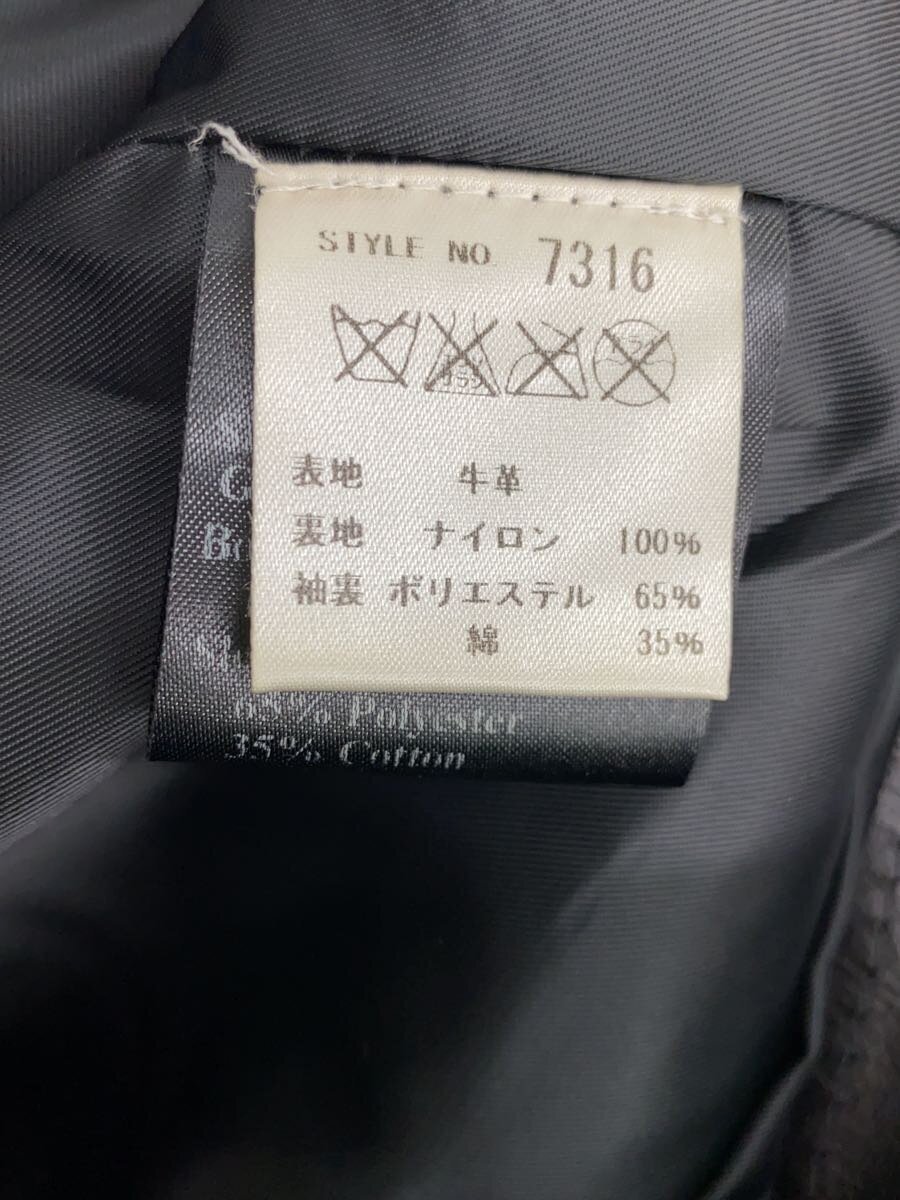 STYLE NO. 7316
表地 牛革
裏地 ナイロン 100%
袖裏 ポリエステル 65%
綿 35%
65% Polyester
35% Cotton